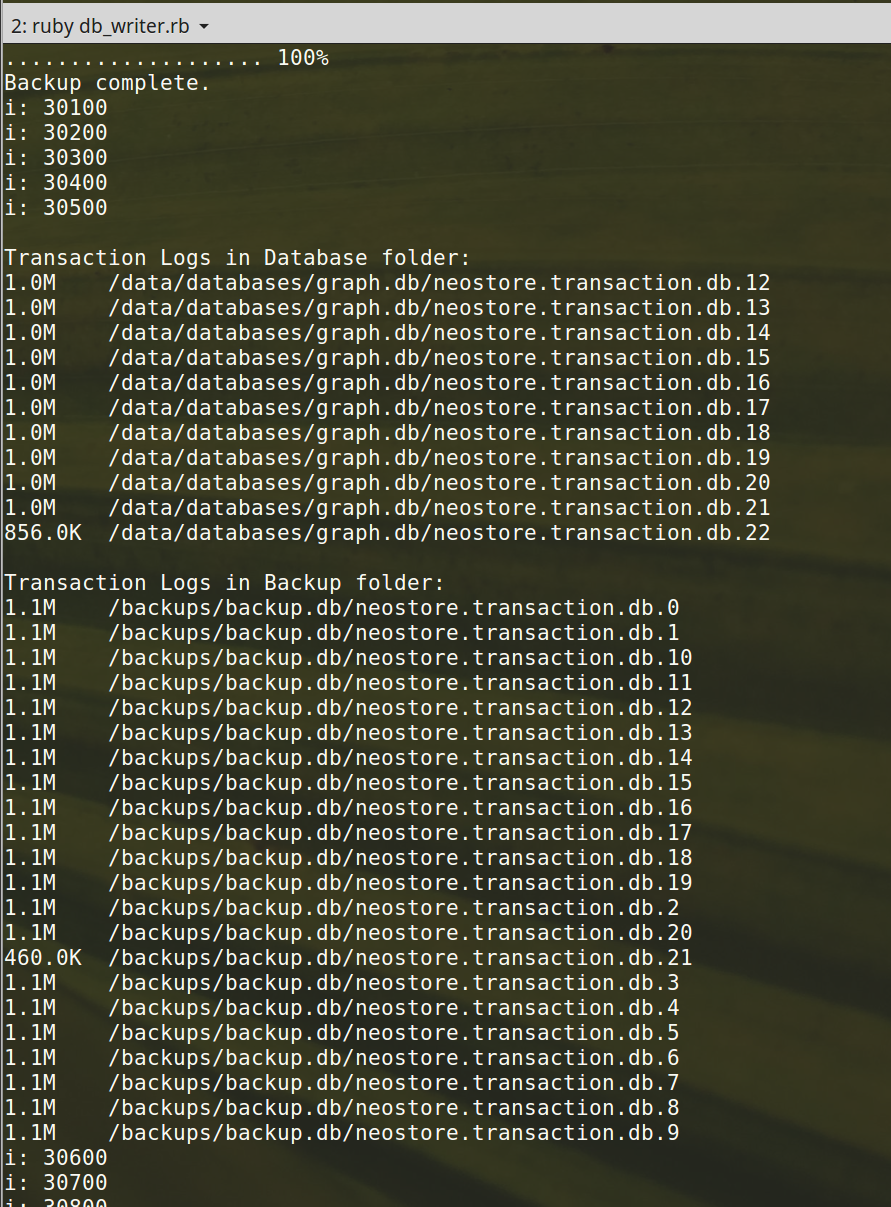 2: ruby db_writer.rb
.................... 100%
Backup complete.
i: 30100
i: 30200
i: 30300
i: 30400
i: 30500
Transaction Logs in Database folder:
1.0M    /data/databases/graph.db/neostore.transaction.db.12
1.0M    /data/databases/graph.db/neostore.transaction.db.13
1.0M    /data/databases/graph.db/neostore.transaction.db.14
1.0M    /data/databases/graph.db/neostore.transaction.db.15
1.0M    /data/databases/graph.db/neostore.transaction.db.16
1.0M    /data/databases/graph.db/neostore.transaction.db.17
1.0M    /data/databases/graph.db/neostore.transaction.db.18
1.0M    /data/databases/graph.db/neostore.transaction.db.19
1.0M    /data/databases/graph.db/neostore.transaction.db.20
1.0M    /data/databases/graph.db/neostore.transaction.db.21
856.0K  /data/databases/graph.db/neostore.transaction.db.22
Transaction Logs in Backup folder:
1.1M    /backups/backup.db/neostore.transaction.db.0
1.1M    /backups/backup.db/neostore.transaction.db.1
1.1M    /backups/backup.db/neostore.transaction.db.10
1.1M    /backups/backup.db/neostore.transaction.db.11
1.1M    /backups/backup.db/neostore.transaction.db.12
1.1M    /backups/backup.db/neostore.transaction.db.13
1.1M    /backups/backup.db/neostore.transaction.db.14
1.1M    /backups/backup.db/neostore.transaction.db.15
1.1M    /backups/backup.db/neostore.transaction.db.16
1.1M    /backups/backup.db/neostore.transaction.db.17
1.1M    /backups/backup.db/neostore.transaction.db.18
1.1M    /backups/backup.db/neostore.transaction.db.19
1.1M    /backups/backup.db/neostore.transaction.db.2
1.1M    /backups/backup.db/neostore.transaction.db.20
460.0K  /backups/backup.db/neostore.transaction.db.21
1.1M    /backups/backup.db/neostore.transaction.db.3
1.1M    /backups/backup.db/neostore.transaction.db.4
1.1M    /backups/backup.db/neostore.transaction.db.5
1.1M    /backups/backup.db/neostore.transaction.db.6
1.1M    /backups/backup.db/neostore.transaction.db.7
1.1M    /backups/backup.db/neostore.transaction.db.8
1.1M    /backups/backup.db/neostore.transaction.db.9
i: 30600
i: 30700
i: 30800